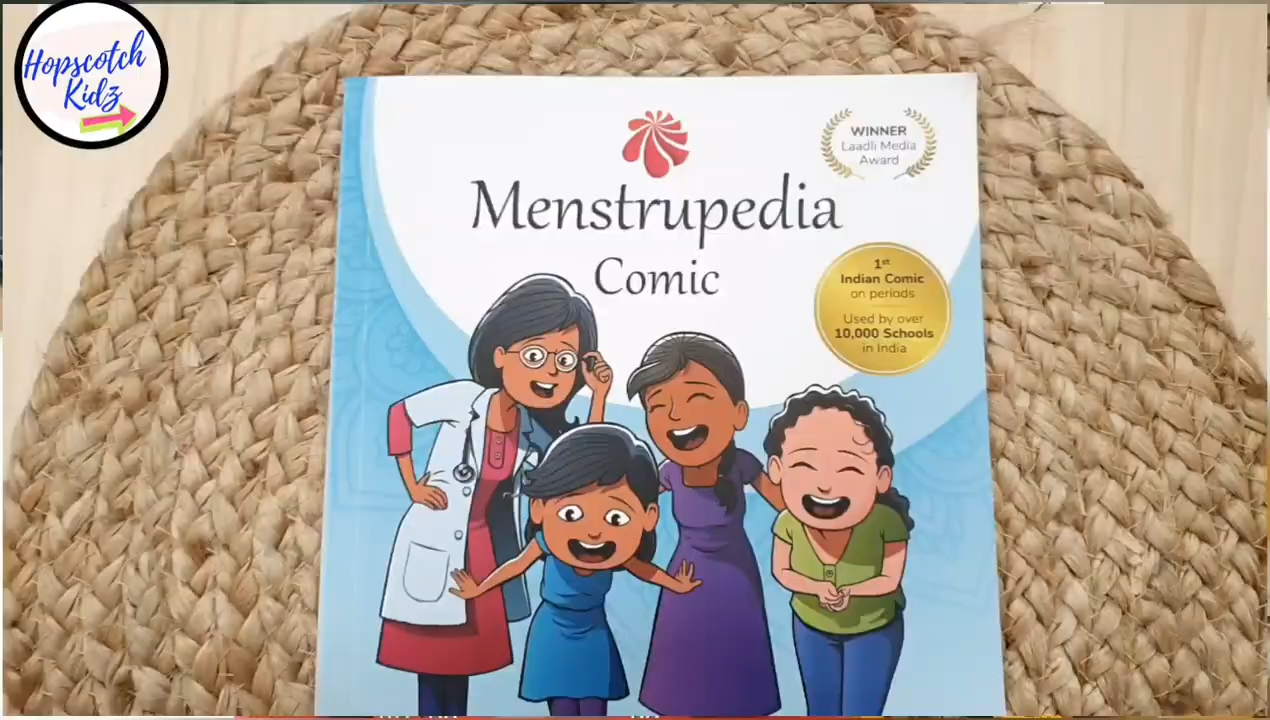 Hopscotch
Kidz
Menstrupedia
Comic
WINNER
Laadli Media
Award
1st
Indian Comic
on periods
Used by over
10,000 Schools
in India